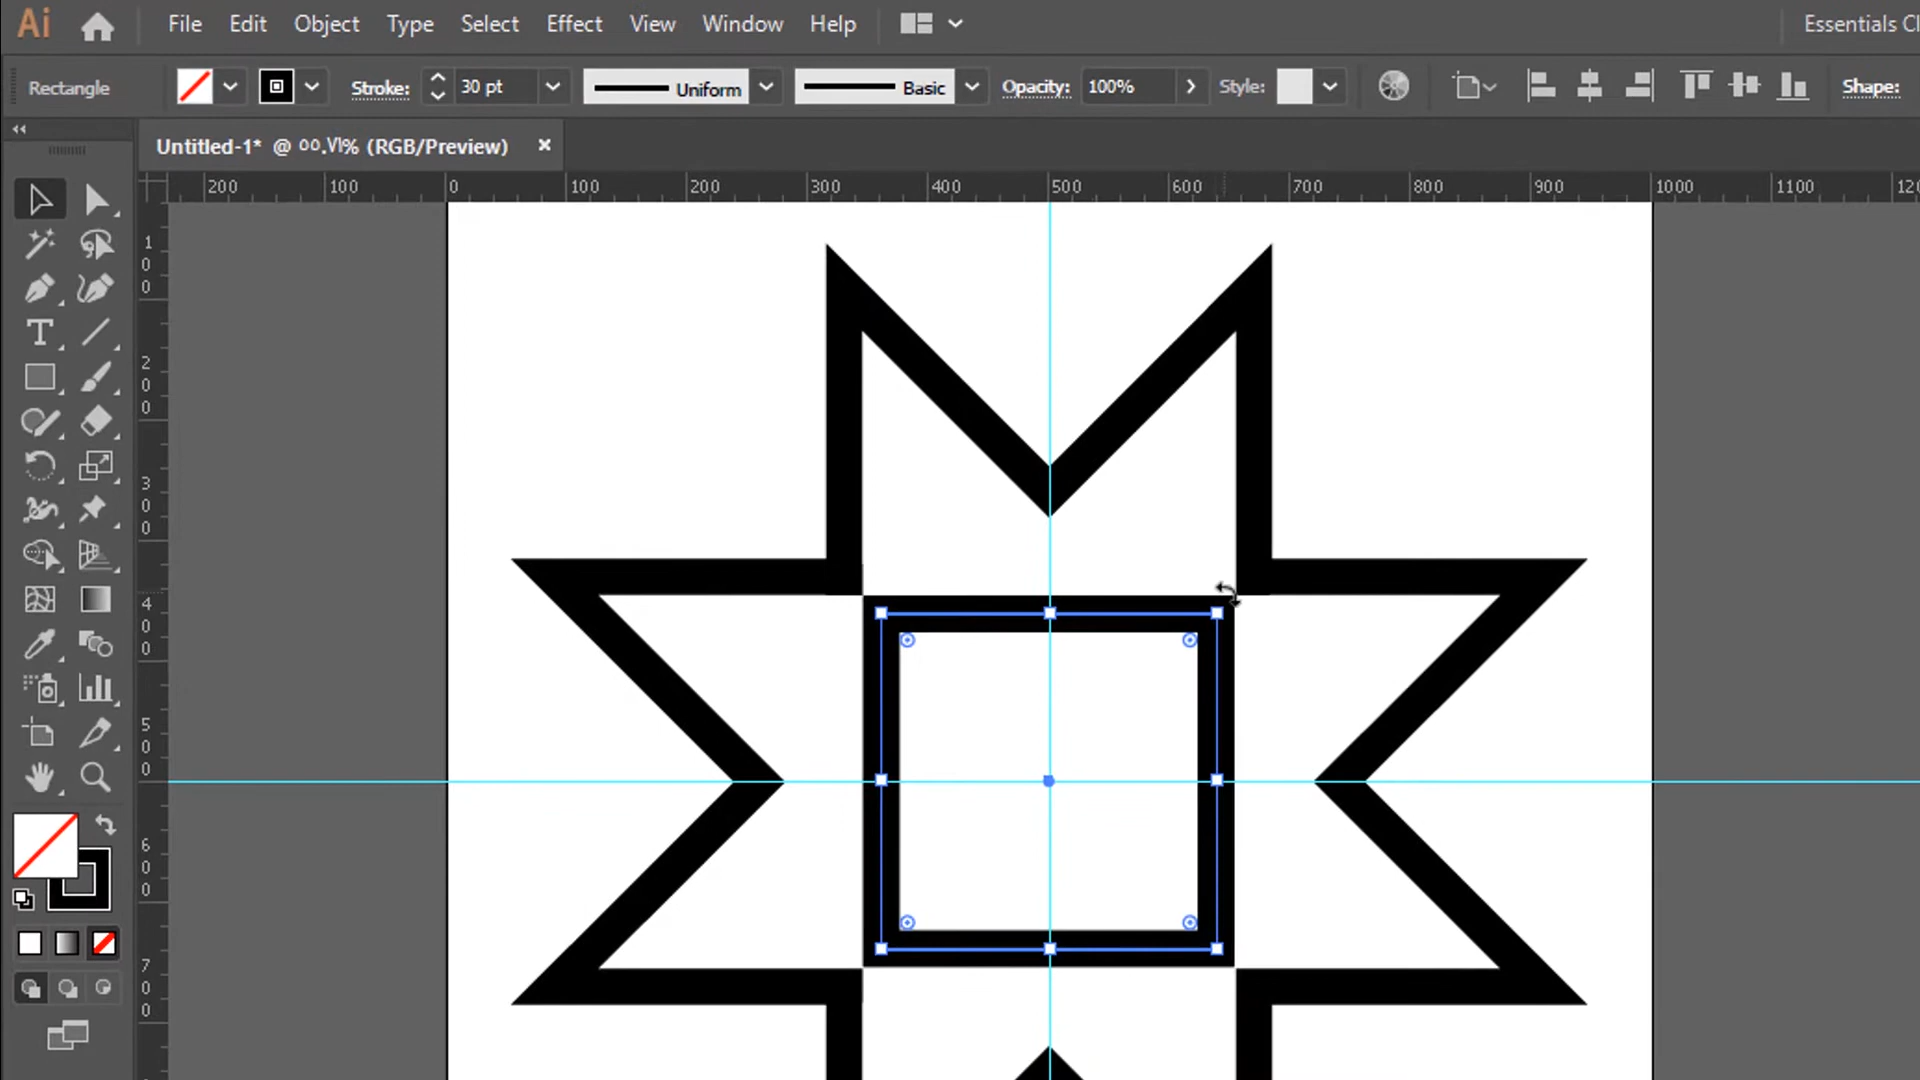 Ai File Edit Object Type Select Effect View Window Help Essentials Cl
Rectangle Stroke: 30 pt Uniform Basic Opacity: 100% Style: Shape:
Untitled-1* @ ٥٥.٧١% (RGB/Preview) ×
200 100 0 100 200 300 400 500 600 700 800 900 1000 1100 120
100
200
300
400
500
600
700